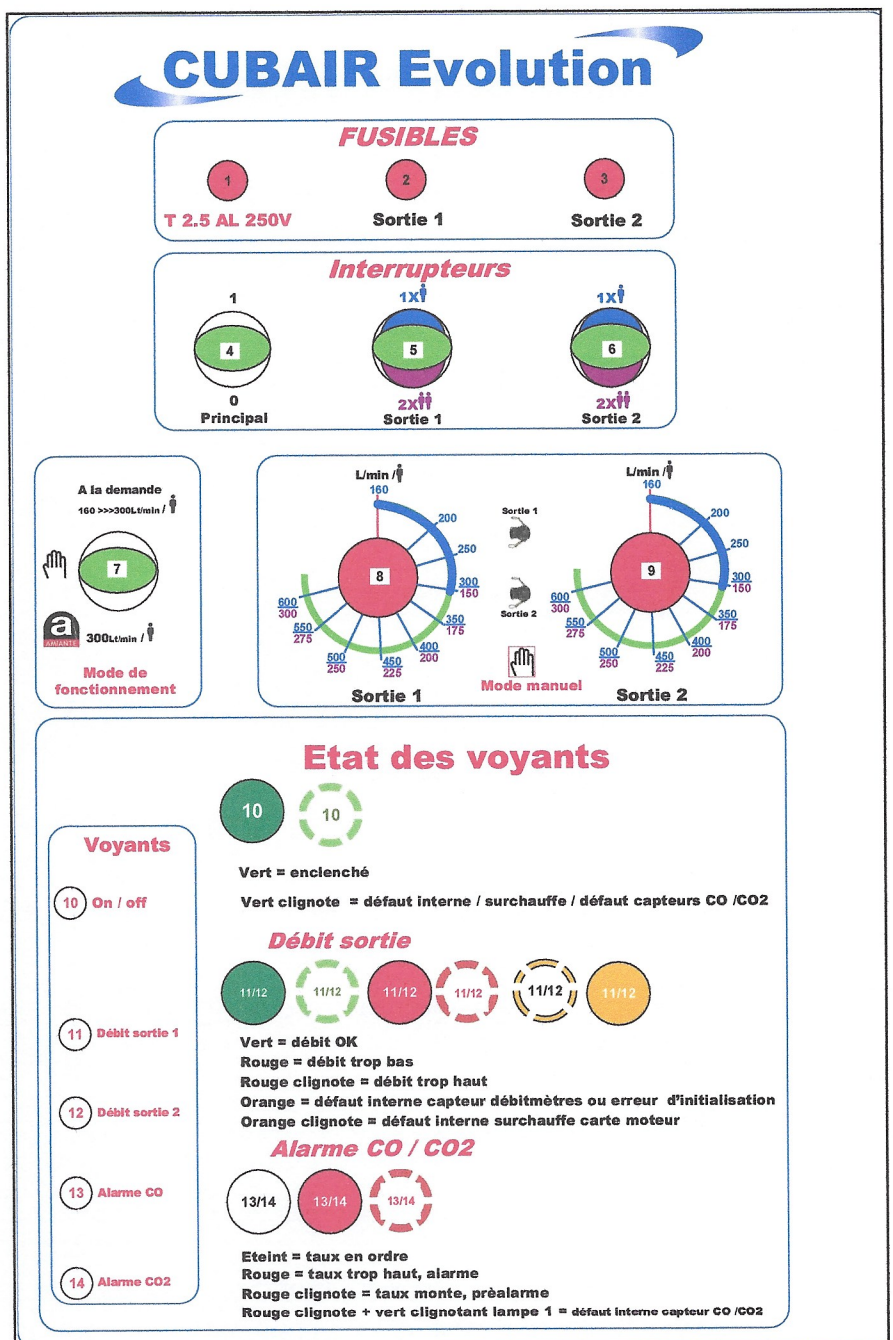 CUBAIR Evolution
FUSIBLES
1
2
3
T 2.5 AL 250V
Sortie 1
Sortie 2
Interrupteurs
1
1X
1X
4
5
6
0
2X
2X
Principal
Sortie 1
Sortie 2
A la demande
160 >>>300Lt/min /
7
a
AMIANTE
300Lt/min /
Mode de
fonctionnement
L/min /
160
200
250
300
150
350
175
400
200
450
225
500
250
550
275
600
300
8
Sortie 1
Sortie 1
Sortie 2
Mode manuel
L/min /
160
200
250
300
150
350
175
400
200
450
225
500
250
550
275
600
300
9
Sortie 2
Etat des voyants
10
10
Voyants
Vert = enclenché
10 On / off
Vert clignote = défaut interne / surchauffe / défaut capteurs CO /CO2
Débit sortie
11/12
11/12
11/12
11/12
11/12
11/12
11 Débit sortie 1
Vert = débit OK
Rouge = débit trop bas
Rouge clignote = débit trop haut
Orange = défaut interne capteur débitmètres ou erreur d'initialisation
12 Débit sortie 2
Orange clignote = défaut interne surchauffe carte moteur
Alarme CO / CO2
13 Alarme CO
13/14
13/14
13/14
Eteint = taux en ordre
14 Alarme CO2
Rouge = taux trop haut, alarme
Rouge clignote = taux monte, prèalarme
Rouge clignote + vert clignotant lampe 1 = défaut interne capteur CO /CO2